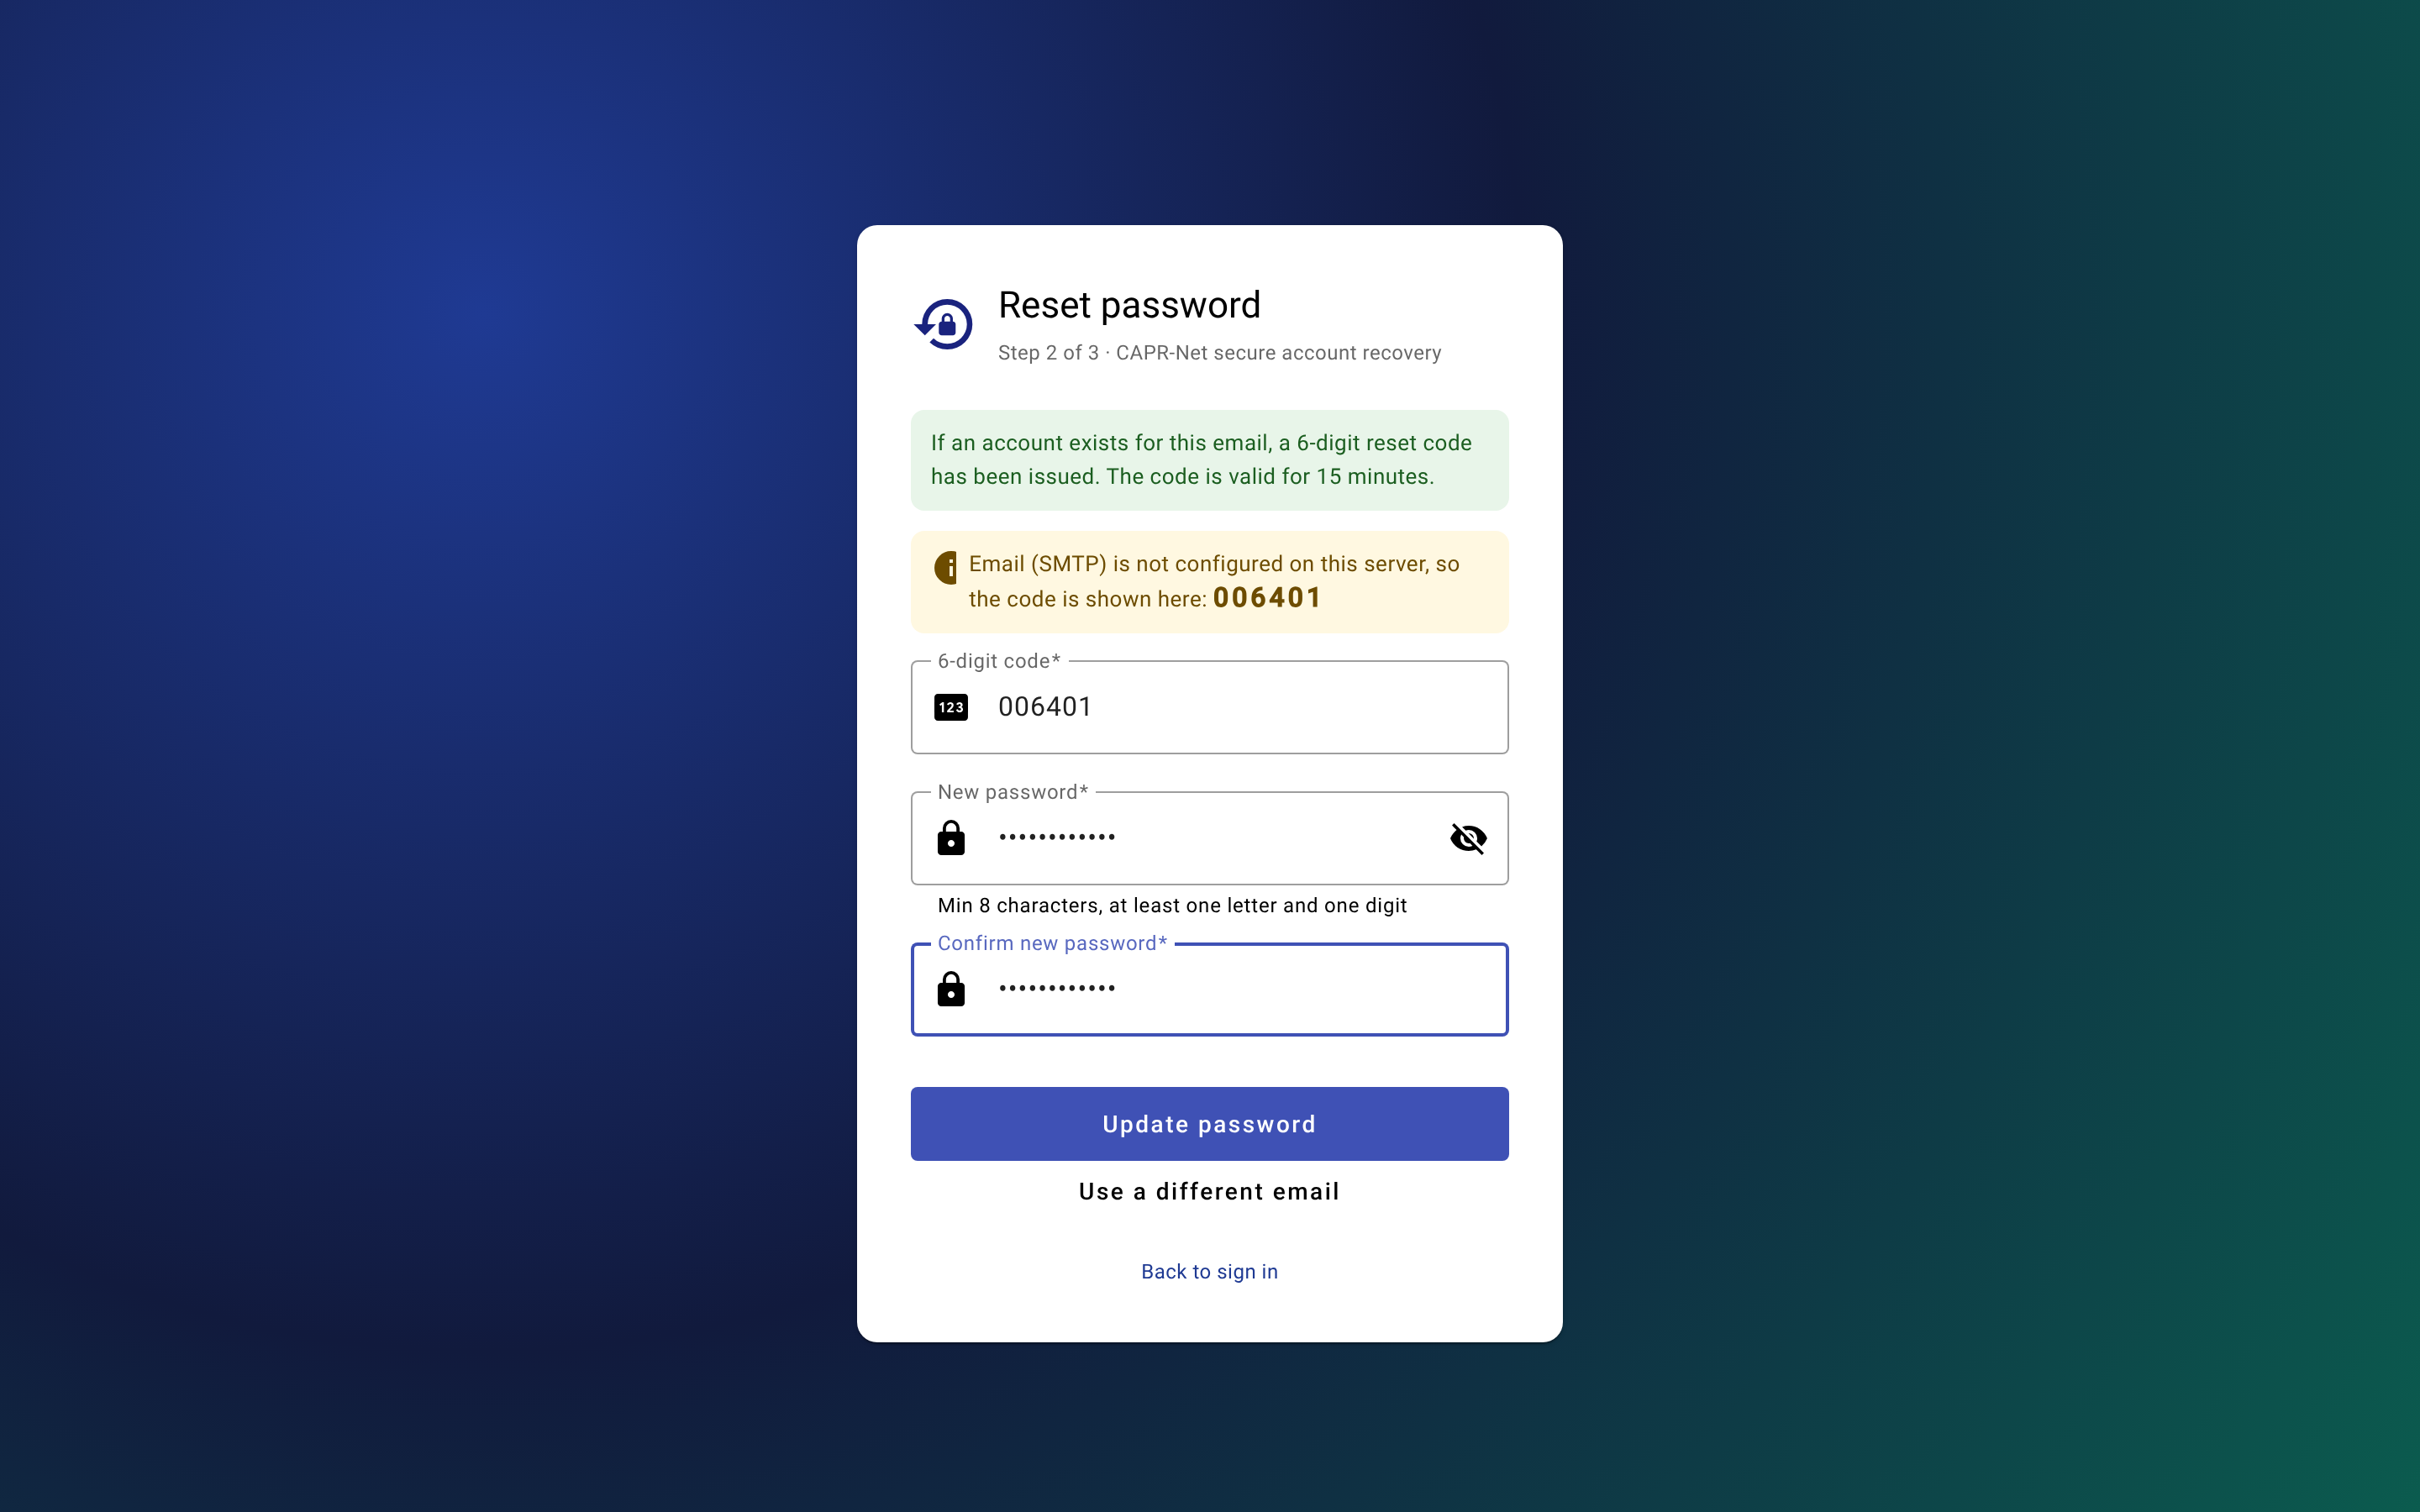 Reset password
Step 2 of 3 · CAPR-Net secure account recovery
If an account exists for this email, a 6-digit reset code
has been issued. The code is valid for 15 minutes.
Email (SMTP) is not configured on this server, so
the code is shown here: 006401
6-digit code*
123
006401
New password*
••••••••••••
Min 8 characters, at least one letter and one digit
Confirm new password*
••••••••••••
Update password
Use a different email
Back to sign in